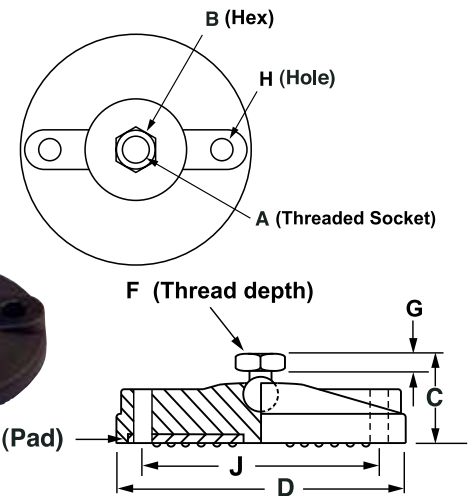 B (Hex)
H (Hole)
A (Threaded Socket)
F (Thread depth)
G
C
(Pad)
J
D